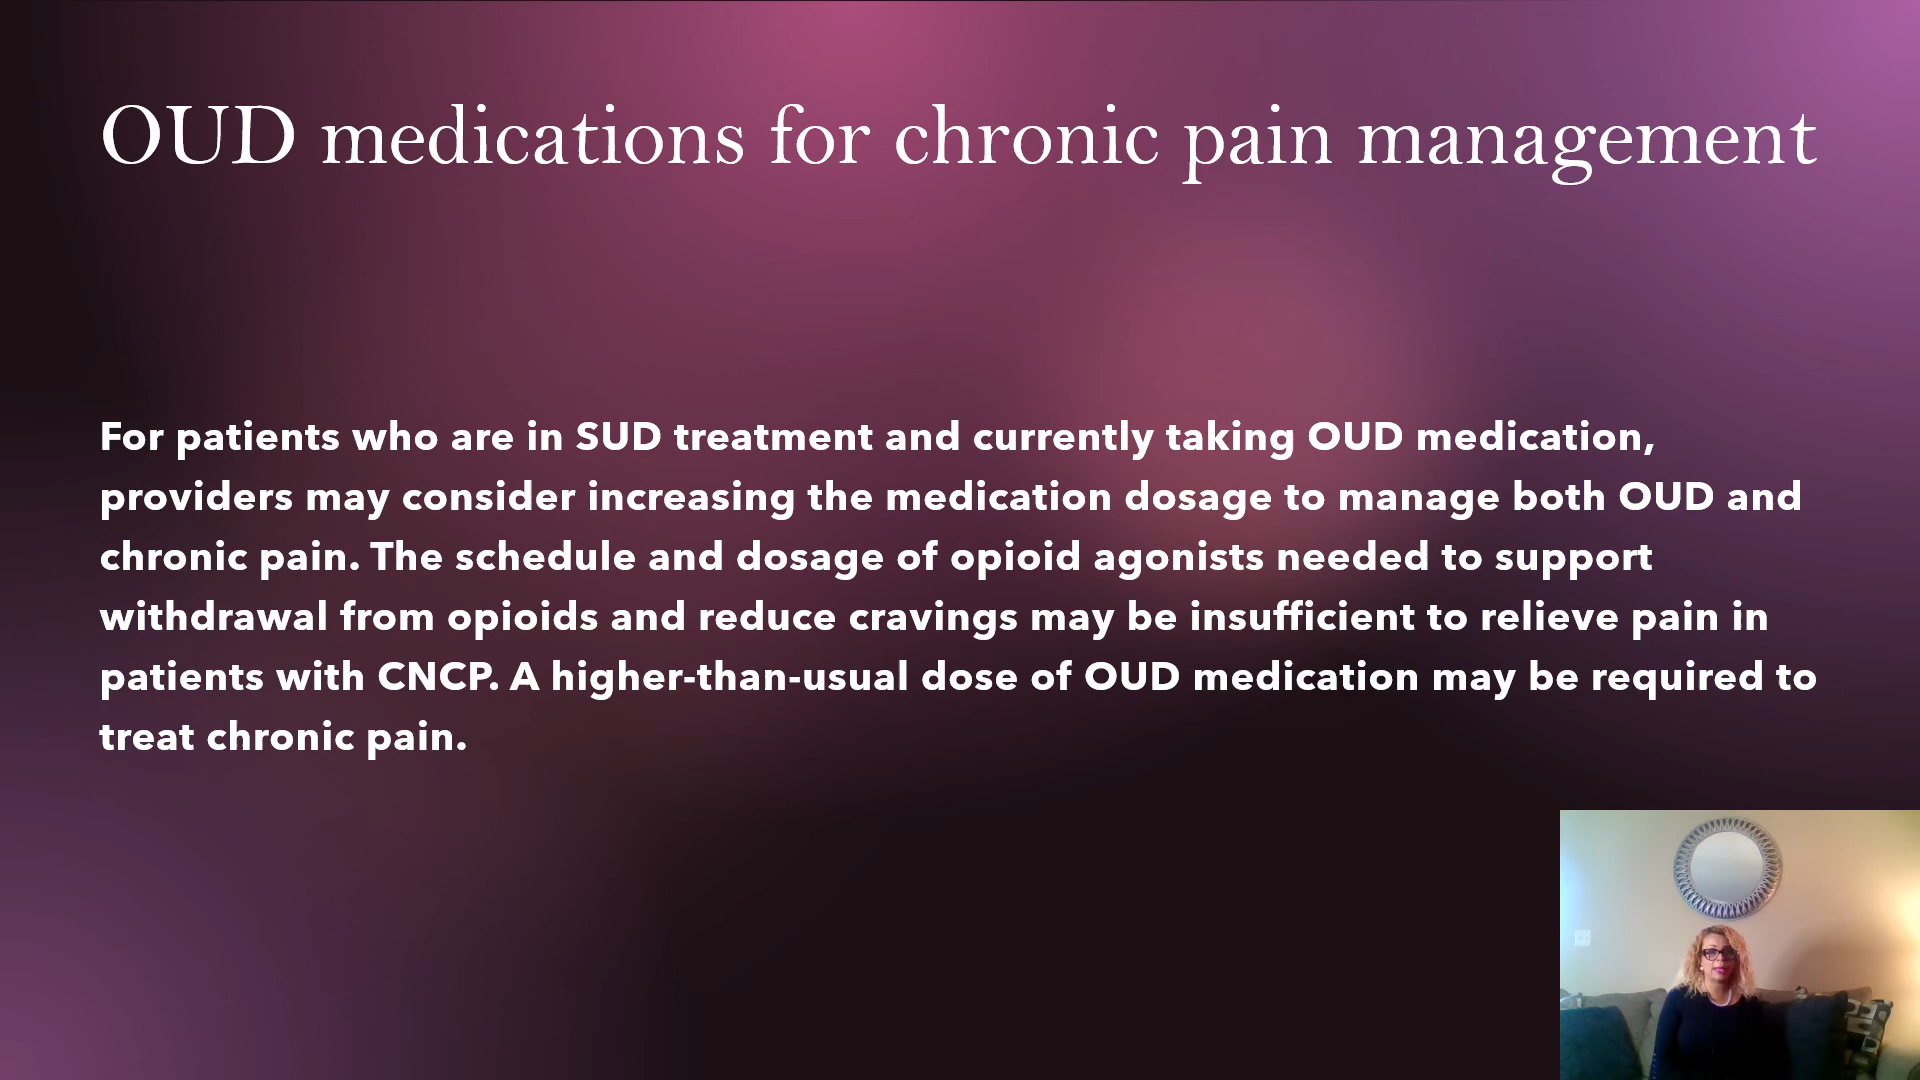 OUD medications for chronic pain management
For patients who are in SUD treatment and currently taking OUD medication,
providers may consider increasing the medication dosage to manage both OUD and
chronic pain. The schedule and dosage of opioid agonists needed to support
withdrawal from opioids and reduce cravings may be insufficient to relieve pain in
patients with CNCP. A higher-than-usual dose of OUD medication may be required to
treat chronic pain.